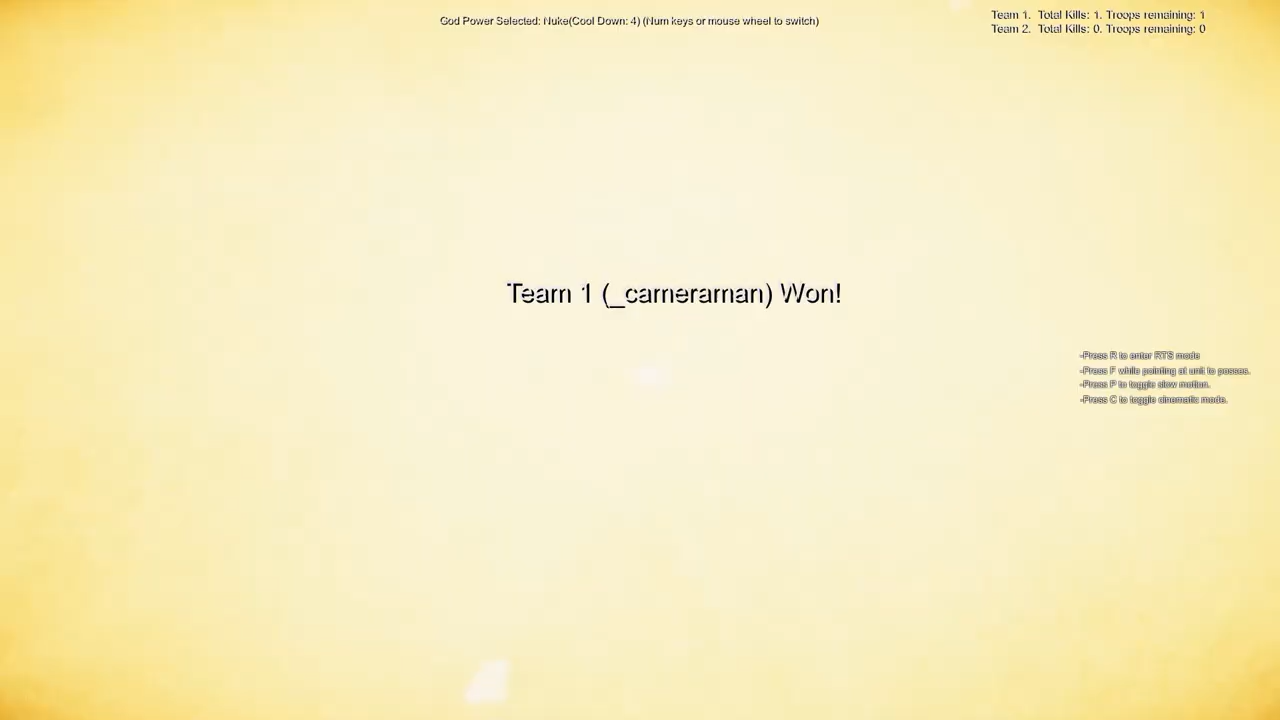 God Power Selected: Nuke(Cool Down: 4) (Num keys or mouse wheel to switch)
Team 1.  Total Kills: 1. Troops remaining: 1
Team 2.  Total Kills: 0. Troops remaining: 0
Team 1 (_cameraman) Won!
-Press R to enter RTS mode
-Press F while pointing at unit to posses.
-Press P to toggle slow motion.
-Press C to toggle cinematic mode.